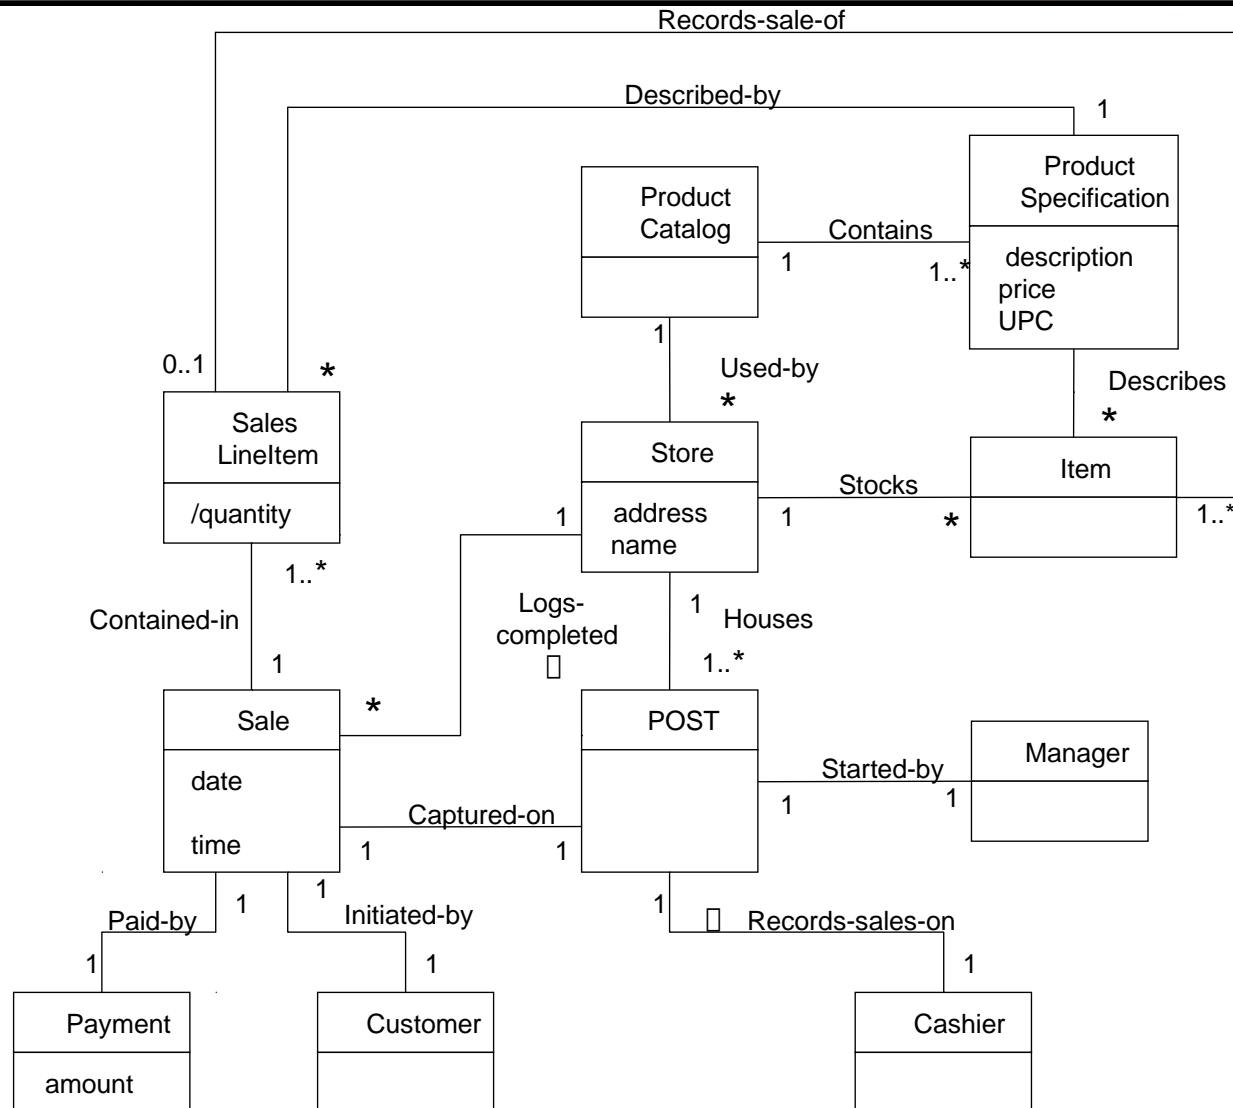 Records-sale-of
Described-by
1
Product
Specification
Product
Catalog
Contains
1
1..*
description
price
UPC
1
0..1
*
Used-by
*
Describes
*
Sales
LineItem
/quantity
Store
address
name
Stocks
1
*
Item
1..*
1
1..*
Contained-in
1
Logs-
completed
1
Houses
1..*
Sale
date
time
*
POST
Started-by
1
1
Manager
Captured-on
1
1
1
1
Paid-by
Initiated-by
1
Records-sales-on
1
1
1
Payment
amount
Customer
Cashier